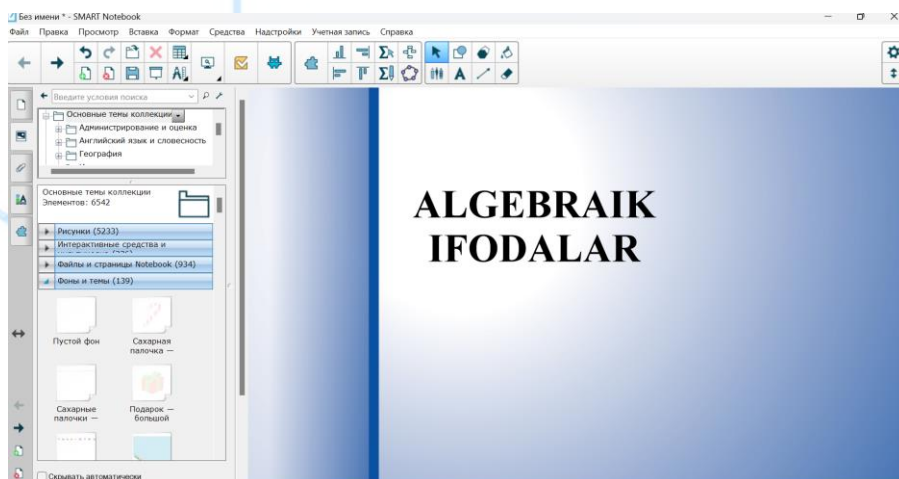 Без имени * - SMART Notebook
Файл Правка Просмотр Вставка Формат Средства Надстройки Учетная запись Справка
Введите условия поиска
Основные темы коллекции
Администрирование и оценка
Английский язык и словесность
География
Основные темы коллекции
Элементов: 6542
Рисунки (5233)
Интерактивные средства и
Файлы и страницы Notebook (934)
Фоны и темы (139)
Пустой фон
Сахарная палочка —
Сахарные палочки —
Подарок — большой
Скрывать автоматически
ALGEBRAIK
IFODALAR